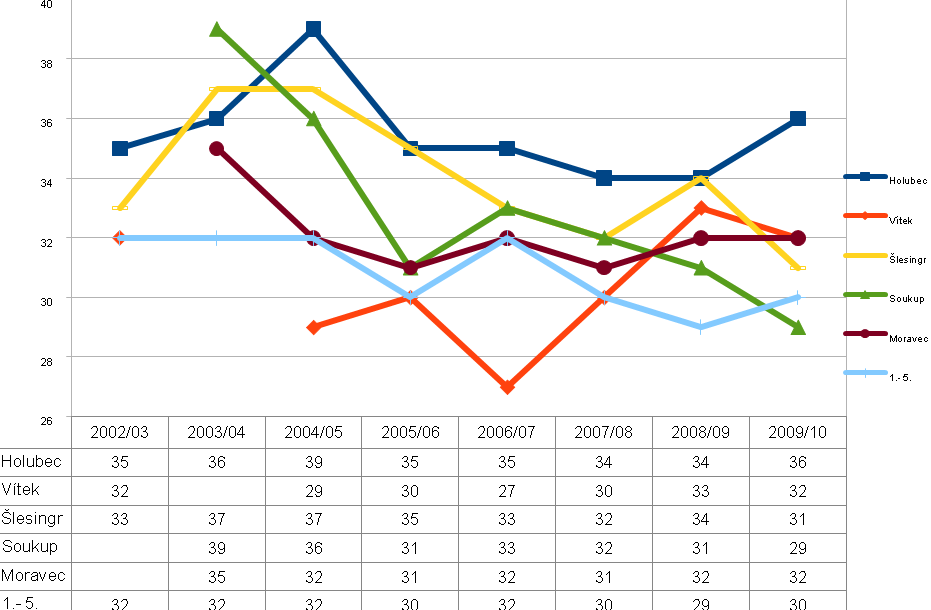 40
38
36
34
32
30
28
26
Holubec
Vítek
Šlesingr
Soukup
Moravec
1.- 5.
2002/03 2003/04 2004/05 2005/06 2006/07 2007/08 2008/09 2009/10
Holubec 35 36 39 35 35 34 34 36
Vítek 32 29 30 27 30 33 32
Šlesingr 33 37 37 35 33 32 34 31
Soukup 39 36 31 33 32 31 29
Moravec 35 32 31 32 31 32 32
1.- 5. 32 32 32 30 32 30 29 30